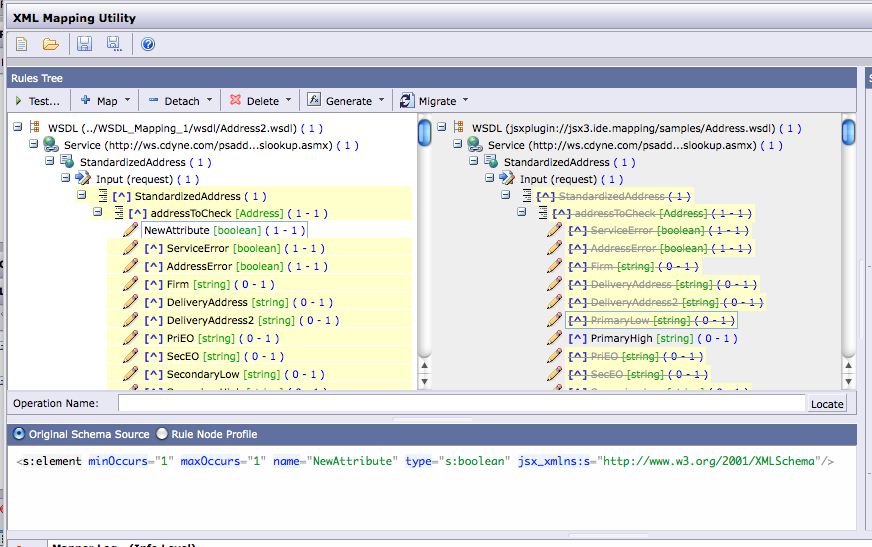 XML Mapping Utility
Rules Tree
Test... Map Detach Delete Generate Migrate
WSDL (../WSDL_Mapping_1/wsdl/Address2.wsdl) ( 1 )
Service (http://ws.cdyne.com/psadd...slookup.asmx) ( 1 )
StandardizedAddress ( 1 )
Input (request) ( 1 )
[^] StandardizedAddress ( 1 )
[^] addressToCheck [Address] ( 1 - 1 )
NewAttribute [boolean] ( 1 - 1 )
[^] ServiceError [boolean] ( 1 - 1 )
[^] AddressError [boolean] ( 1 - 1 )
[^] Firm [string] ( 0 - 1 )
[^] DeliveryAddress [string] ( 0 - 1 )
[^] DeliveryAddress2 [string] ( 0 - 1 )
[^] PriEO [string] ( 0 - 1 )
[^] SecEO [string] ( 0 - 1 )
[^] SecondaryLow [string] ( 0 - 1 )
WSDL (jsxplugin://jsx3.ide.mapping/samples/Address.wsdl) ( 1 )
Service (http://ws.cdyne.com/psadd...slookup.asmx) ( 1 )
StandardizedAddress ( 1 )
Input (request) ( 1 )
[^] StandardizedAddress ( 1 )
[^] addressToCheck [Address] ( 1 - 1 )
[^] ServiceError [boolean] ( 1 - 1 )
[^] AddressError [boolean] ( 1 - 1 )
[^] Firm [string] ( 0 - 1 )
[^] DeliveryAddress [string] ( 0 - 1 )
[^] DeliveryAddress2 [string] ( 0 - 1 )
[^] PrimaryLow [string] ( 0 - 1 )
[^] PrimaryHigh [string] ( 0 - 1 )
[^] PriEO [string] ( 0 - 1 )
[^] SecEO [string] ( 0 - 1 )
Operation Name: Locate
Original Schema Source Rule Node Profile
<s:element minOccurs="1" maxOccurs="1" name="NewAttribute" type="s:boolean" jsx_xmlns:s="http://www.w3.org/2001/XMLSchema"/>
Mapper Log (Info Level)